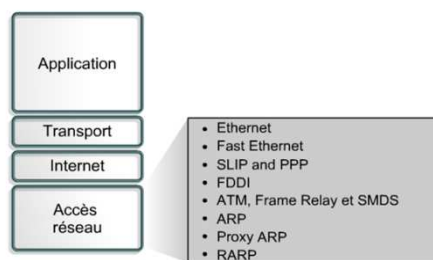 Application
Transport
Internet
Accès
réseau
• Ethernet
• Fast Ethernet
• SLIP and PPP
• FDDI
• ATM, Frame Relay et SMDS
• ARP
• Proxy ARP
• RARP